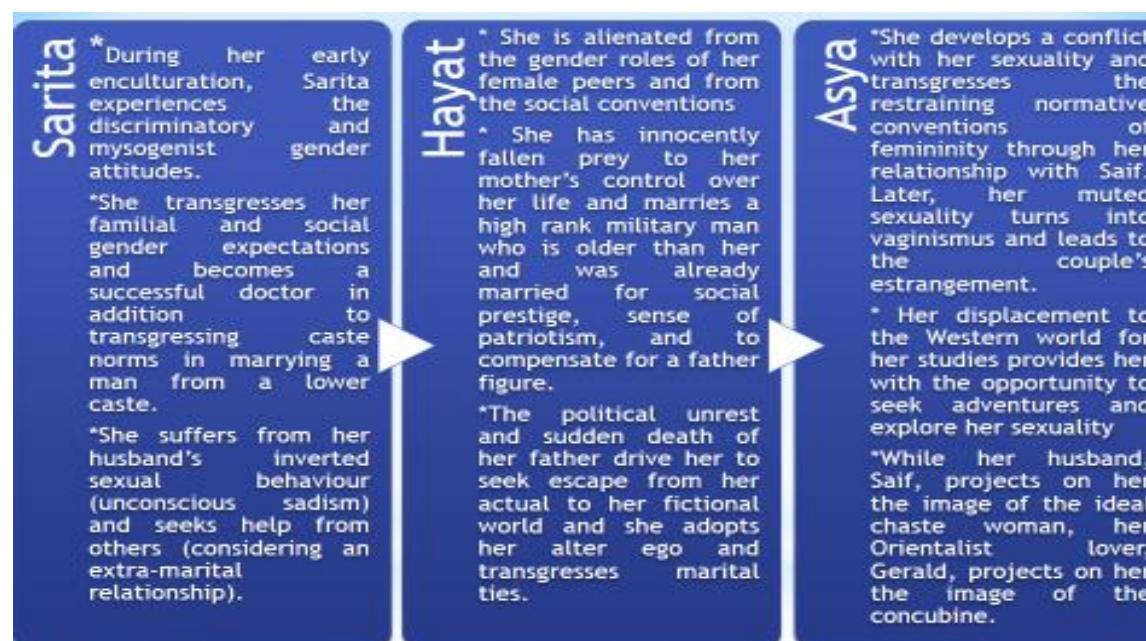 Sarita
*During her early
enculturation, Sarita
experiences the
discriminatory and
mysogenist gender
attitudes.
*She transgresses her
familial and social
gender expectations
and becomes a
successful doctor in
addition to
transgressing caste
norms in marrying a
man from a lower
caste.
*She suffers from her
husband's inverted
sexual behaviour
(unconscious sadism)
and seeks help from
others (considering an
extra-marital
relationship).
Hayat
* She is alienated from
the gender roles of her
female peers and from
the social conventions
* She has innocently
fallen prey to her
mother's control over
her life and marries a
high rank military man
who is older than her
and was already
married for social
prestige, sense of
patriotism, and to
compensate for a father
figure.
*The political unrest
and sudden death of
her father drive her to
seek escape from her
actual to her fictional
world and she adopts
her alter ego and
transgresses marital
ties.
Asya
*She develops a conflict
with her sexuality and
transgresses the
restraining normative
conventions of
femininity through her
relationship with Saif.
Later, her muted
sexuality turns into
vaginismus and leads to
the couple's
estrangement.
* Her displacement to
the Western world for
her studies provides her
with the opportunity to
seek adventures and
explore her sexuality
*While her husband,
Saif, projects on her
the image of the ideal
chaste woman, her
Orientalist lover,
Gerald, projects on her
the image of the
concubine.